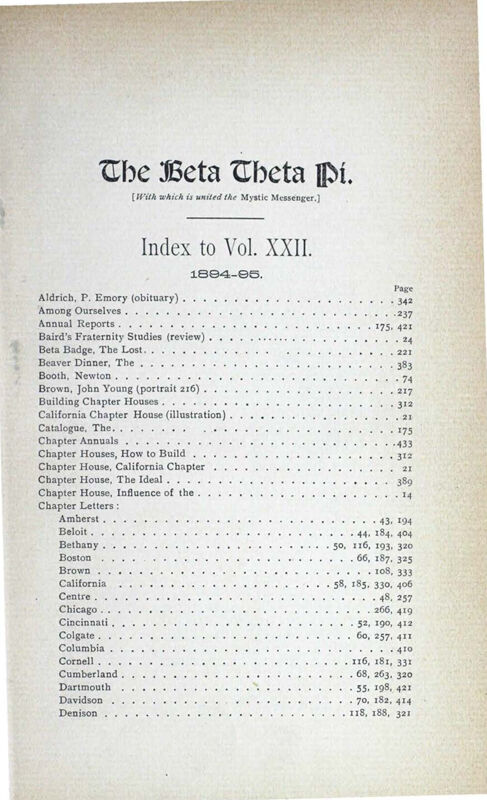 The Beta Theta Pi.
[With which is united the Mystic Messenger.]
Index to Vol. XXII.
1894-95.
Page
Aldrich, P. Emory (obituary) . . . . . . . . . . . . . . . . . . . . 342
Among Ourselves . . . . . . . . . . . . . . . . . . . . 237
Annual Reports . . . . . . . . . . . . . . . . . . . . 175, 421
Baird's Fraternity Studies (review) . . . . . . . . . . . . . . . . . . . . 24
Beta Badge, The Lost. . . . . . . . . . . . . . . . . . . . 221
Beaver Dinner, The . . . . . . . . . . . . . . . . . . . . 383
Booth, Newton . . . . . . . . . . . . . . . . . . . . 74
Brown, John Young (portrait 216) . . . . . . . . . . . . . . . . . . . . 217
Building Chapter Houses . . . . . . . . . . . . . . . . . . . . 312
California Chapter House (illustration) . . . . . . . . . . . . . . . . . . . . 21
Catalogue, The. . . . . . . . . . . . . . . . . . . . 175
Chapter Annuals . . . . . . . . . . . . . . . . . . . . 433
Chapter Houses, How to Build . . . . . . . . . . . . . . . . . . . . 312
Chapter House, California Chapter . . . . . . . . . . . . . . . . . . . . 21
Chapter House, The Ideal . . . . . . . . . . . . . . . . . . . . 389
Chapter House, Influence of the . . . . . . . . . . . . . . . . . . . . 14
Chapter Letters :
Amherst . . . . . . . . . . . . . . . . . . . . 43, 194
Beloit . . . . . . . . . . . . . . . . . . . . 44, 184, 404
Bethany . . . . . . . . . . . . . . . . . . . . 50, 116, 193, 320
Boston . . . . . . . . . . . . . . . . . . . . 66, 187, 325
Brown . . . . . . . . . . . . . . . . . . . . 108, 333
California . . . . . . . . . . . . . . . . . . . . 58, 185, 330, 406
Centre . . . . . . . . . . . . . . . . . . . . 48, 257
Chicago . . . . . . . . . . . . . . . . . . . . 266, 419
Cincinnati . . . . . . . . . . . . . . . . . . . . 52, 190, 412
Colgate . . . . . . . . . . . . . . . . . . . . 60, 257, 411
Columbia . . . . . . . . . . . . . . . . . . . . 410
Cornell . . . . . . . . . . . . . . . . . . . . 116, 181, 331
Cumberland . . . . . . . . . . . . . . . . . . . . 68, 263, 320
Dartmouth . . . . . . . . . . . . . . . . . . . . 55, 198, 421
Davidson . . . . . . . . . . . . . . . . . . . . 70, 182, 414
Denison . . . . . . . . . . . . . . . . . . . . 118, 188, 321